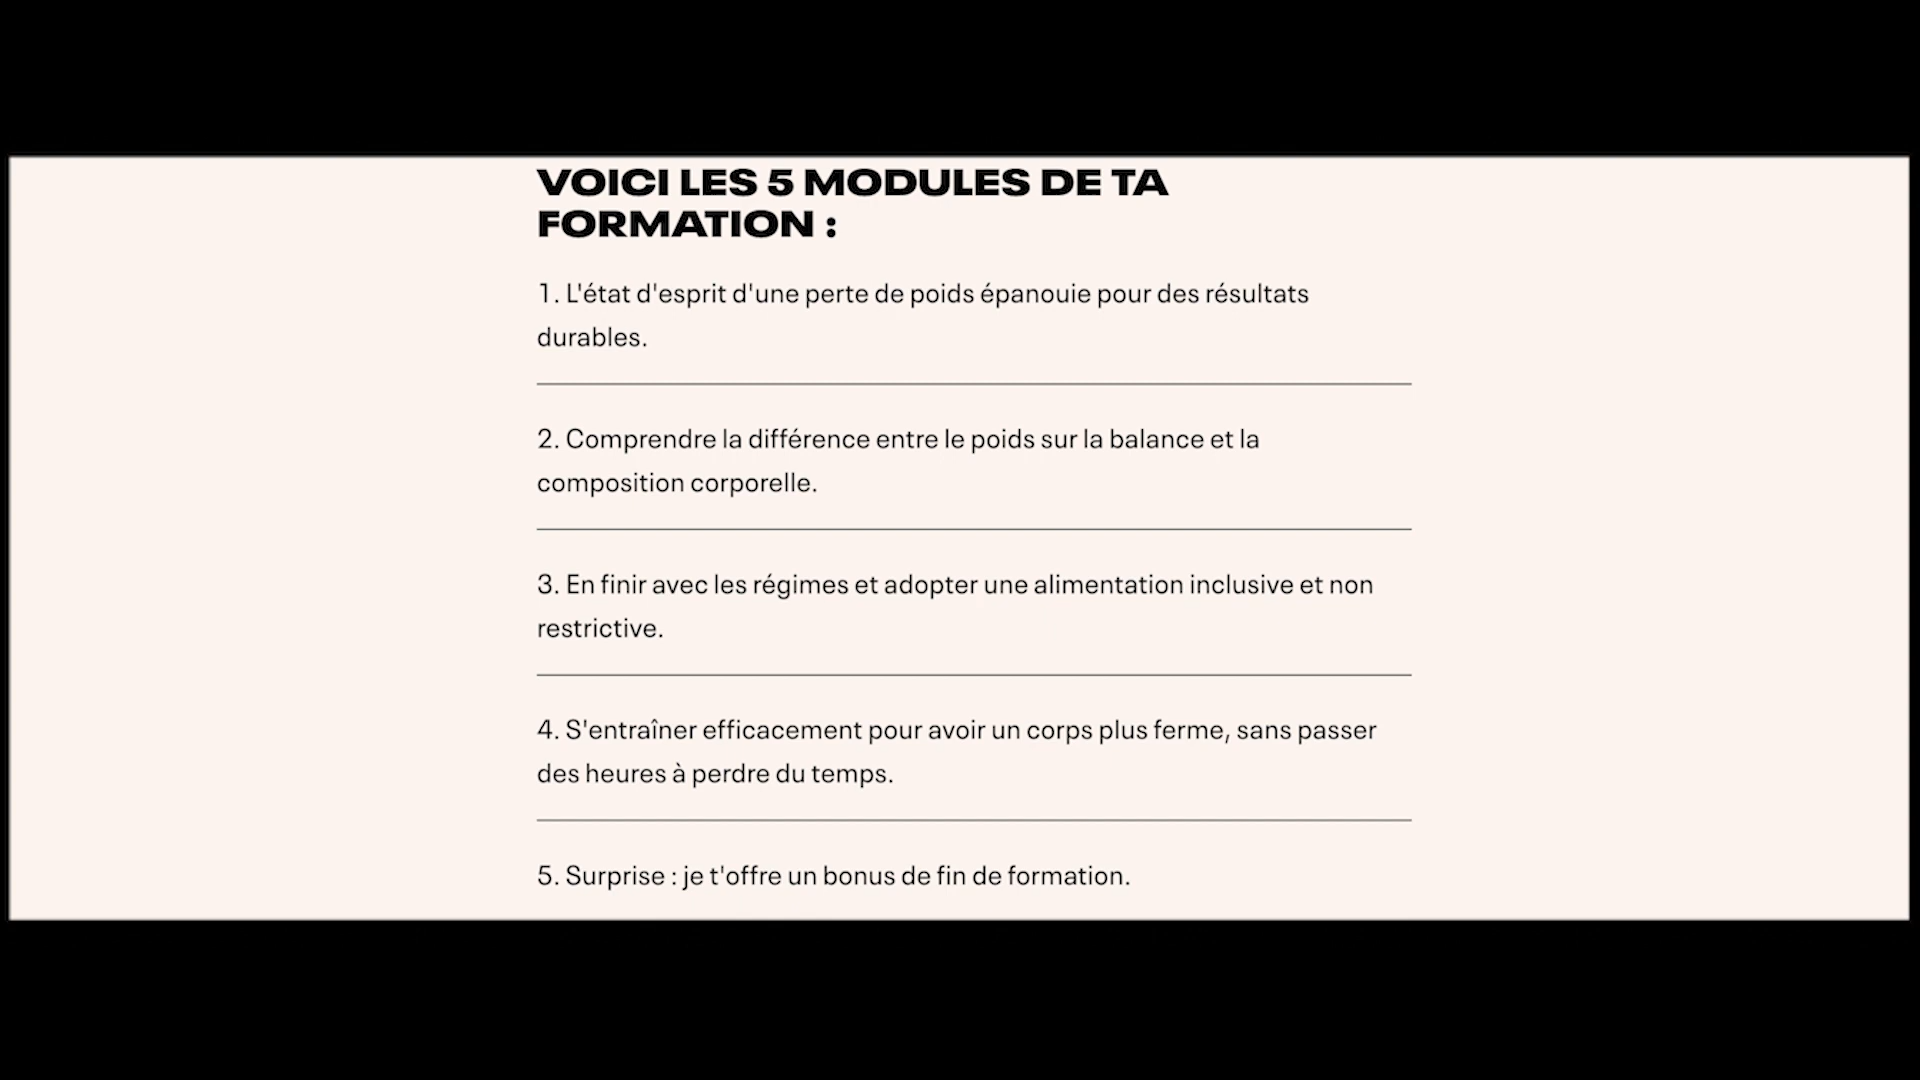 VOICI LES 5 MODULES DE TA
FORMATION :
1. L'état d'esprit d'une perte de poids épanouie pour des résultats
durables.
2. Comprendre la différence entre le poids sur la balance et la
composition corporelle.
3. En finir avec les régimes et adopter une alimentation inclusive et non
restrictive.
4. S'entraîner efficacement pour avoir un corps plus ferme, sans passer
des heures à perdre du temps.
5. Surprise : je t'offre un bonus de fin de formation.